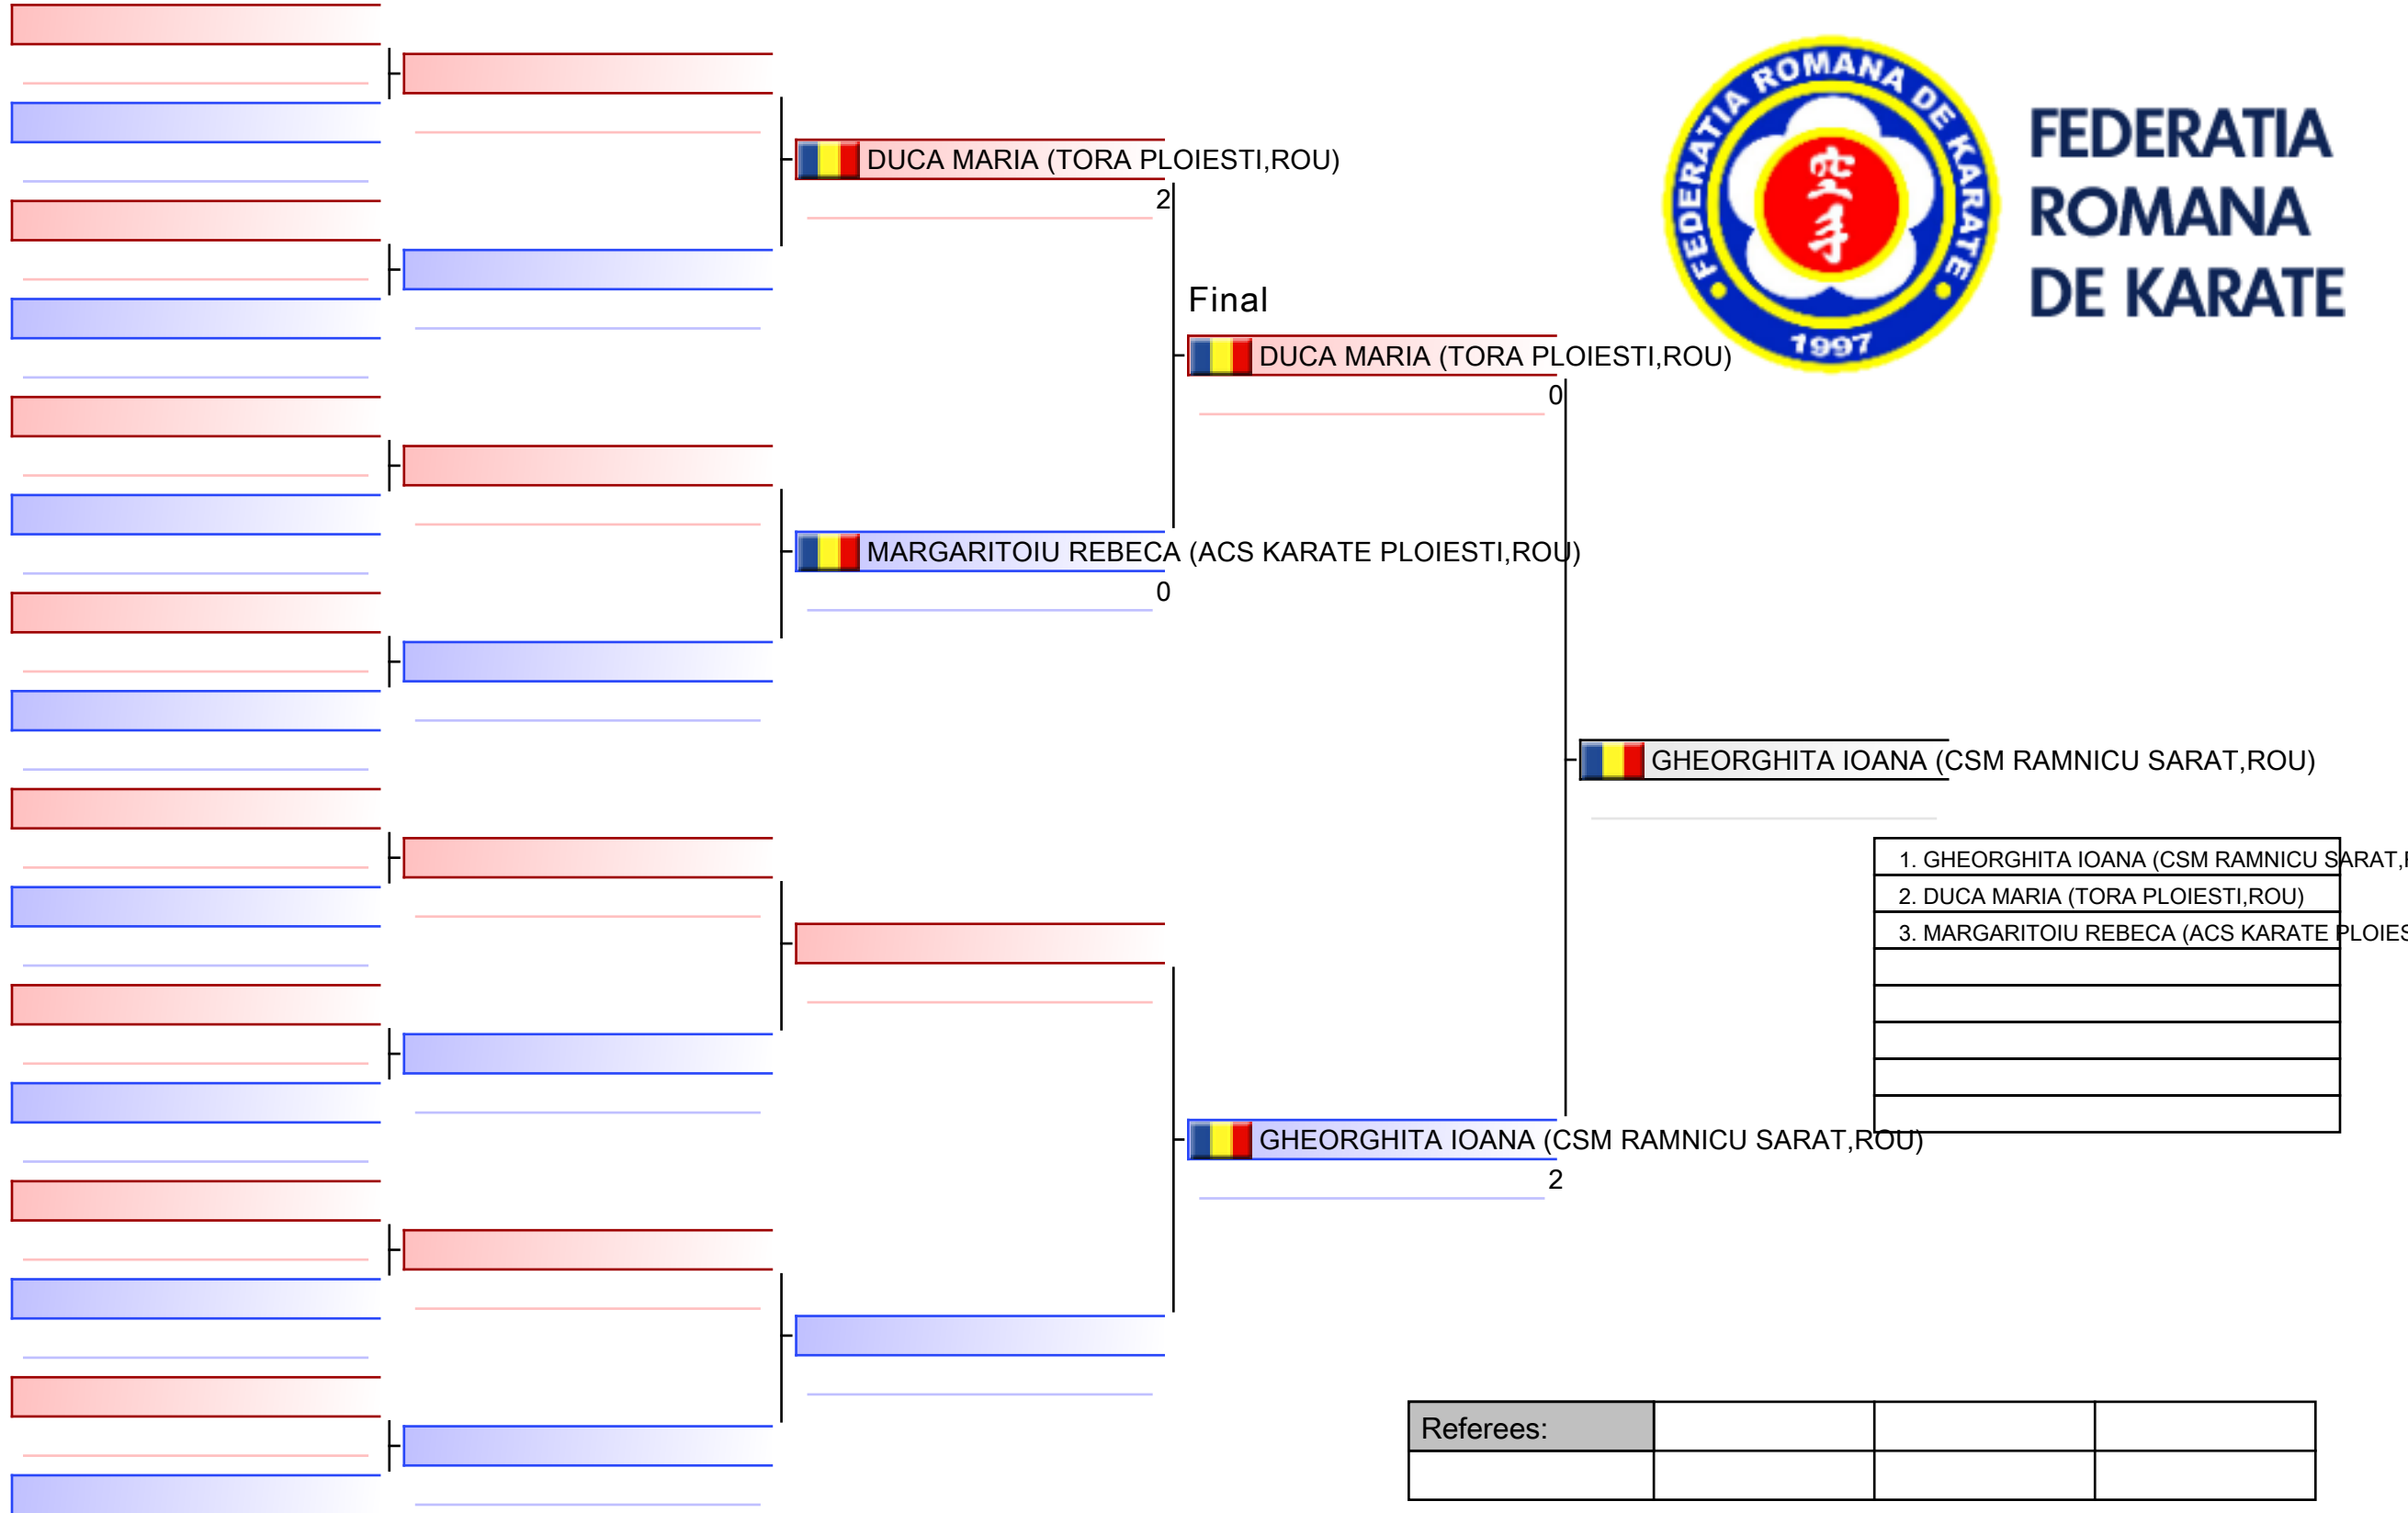 FEDERATIA ROMANA DE KARATE
空手
1997
FEDERATIA
ROMANA
DE KARATE
DUCA MARIA (TORA PLOIESTI,ROU)
2
Final
DUCA MARIA (TORA PLOIESTI,ROU)
0
MARGARITOIU REBECA (ACS KARATE PLOIESTI,ROU)
0
GHEORGHITA IOANA (CSM RAMNICU SARAT,ROU)
1. GHEORGHITA IOANA (CSM RAMNICU SARAT,
2. DUCA MARIA (TORA PLOIESTI,ROU)
3. MARGARITOIU REBECA (ACS KARATE PLOIES
GHEORGHITA IOANA (CSM RAMNICU SARAT,ROU)
2
Referees: